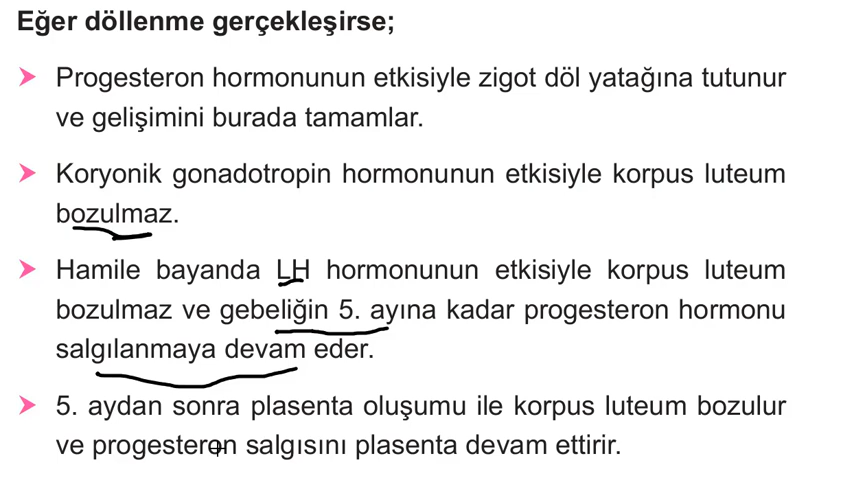 Eğer döllenme gerçekleşirse;
Progesteron hormonunun etkisiyle zigot döl yatağına tutunur
ve gelişimini burada tamamlar.
Koryonik gonadotropin hormonunun etkisiyle korpus luteum
bozulmaz.
Hamile bayanda LH hormonunun etkisiyle korpus luteum
bozulmaz ve gebeliğin 5. ayına kadar progesteron hormonu
salgılanmaya devam eder.
5. aydan sonra plasenta oluşumu ile korpus luteum bozulur
ve progesteron salgısını plasenta devam ettirir.